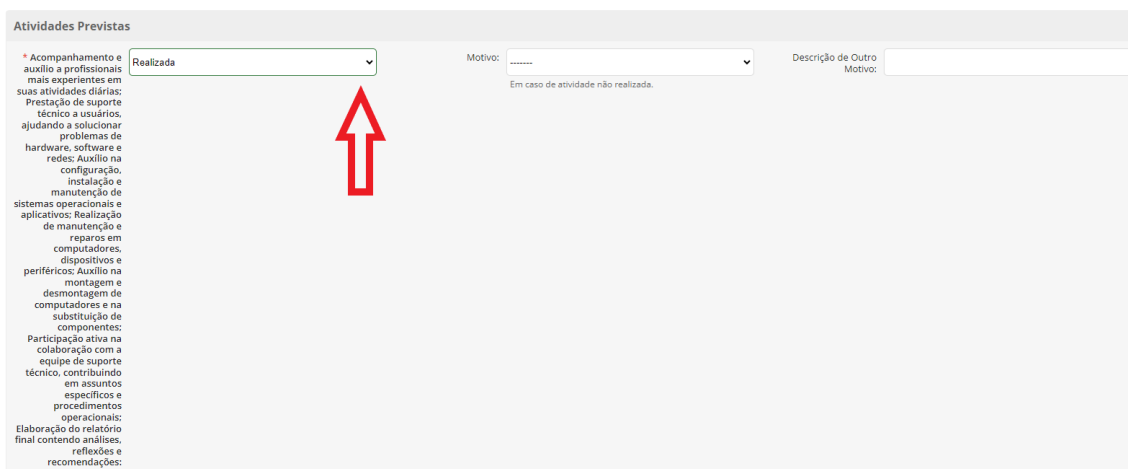 Atividades Previstas
* Acompanhamento e
auxílio a profissionais
mais experientes em
suas atividades diárias;
Prestação de suporte
técnico a usuários,
ajudando a solucionar
problemas de
hardware, software e
redes; Auxílio na
configuração,
instalação e
manutenção de
sistemas operacionais e
aplicativos; Realização
de manutenção e
reparos em
computadores,
dispositivos e
periféricos; Auxílio na
montagem e
desmontagem de
computadores e na
substituição de
componentes;
Participação ativa na
colaboração com a
equipe de suporte
técnico, contribuindo
em assuntos
específicos e
procedimentos
operacionais;
Elaboração do relatório
final contendo análises,
reflexões e
recomendações:
Realizada
Motivo:
-------
Em caso de atividade não realizada.
Descrição de Outro
Motivo: